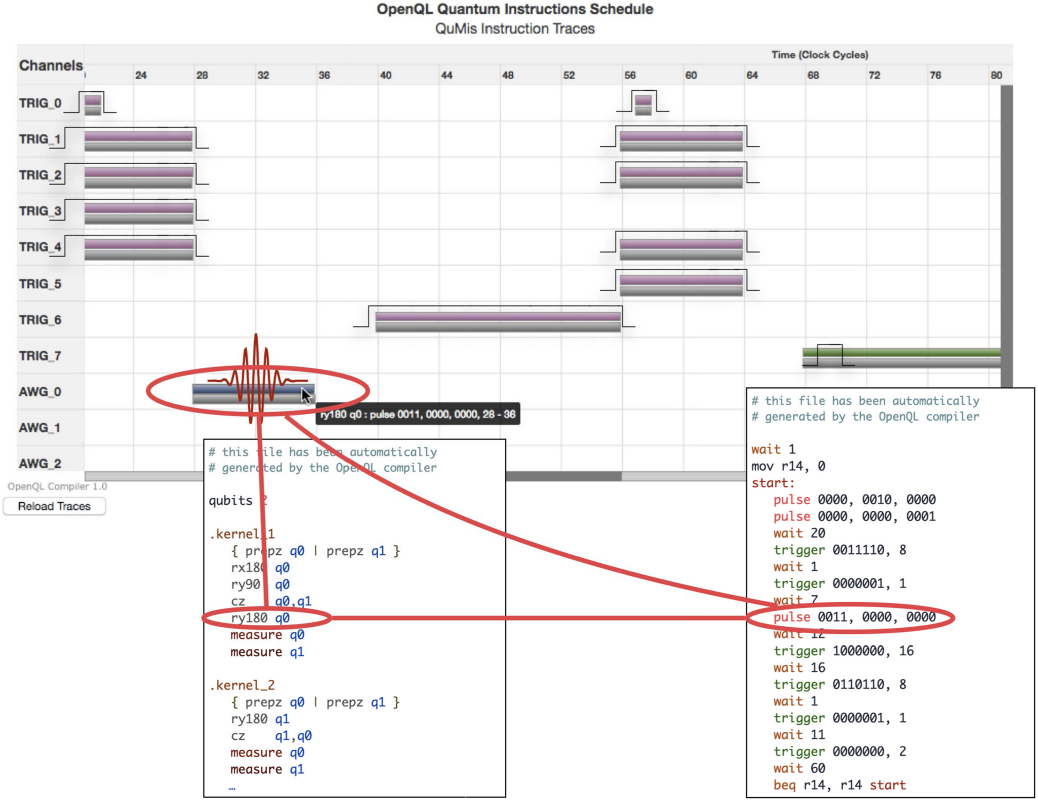 OpenQL Quantum Instructions Schedule
QuMis Instruction Traces
Time (Clock Cycles)
Channels
24 28 32 36 40 44 48 52 56 60 64 68 72 76 80
TRIG_0
TRIG_1
TRIG_2
TRIG_3
TRIG_4
TRIG_5
TRIG_6
TRIG_7
AWG_0
ry180 q0 : pulse 0011, 0000, 0000, 28 - 36
AWG_1
AWG_2
OpenQL Compiler 1.0
Reload Traces
# this file has been automatically
# generated by the OpenQL compiler
qubits 2
.kernel_1
{ prepz q0 | prepz q1 }
rx180 q0
ry90 q0
cz q0,q1
ry180 q0
measure q0
measure q1
.kernel_2
{ prepz q0 | prepz q1 }
ry180 q1
cz q1,q0
measure q0
measure q1
…
# this file has been automatically
# generated by the OpenQL compiler
wait 1
mov r14, 0
start:
pulse 0000, 0010, 0000
pulse 0000, 0000, 0001
wait 20
trigger 0011110, 8
wait 1
trigger 0000001, 1
wait 7
pulse 0011, 0000, 0000
wait 12
trigger 1000000, 16
wait 16
trigger 0110110, 8
wait 1
trigger 0000001, 1
wait 11
trigger 0000000, 2
wait 60
beq r14, r14 start